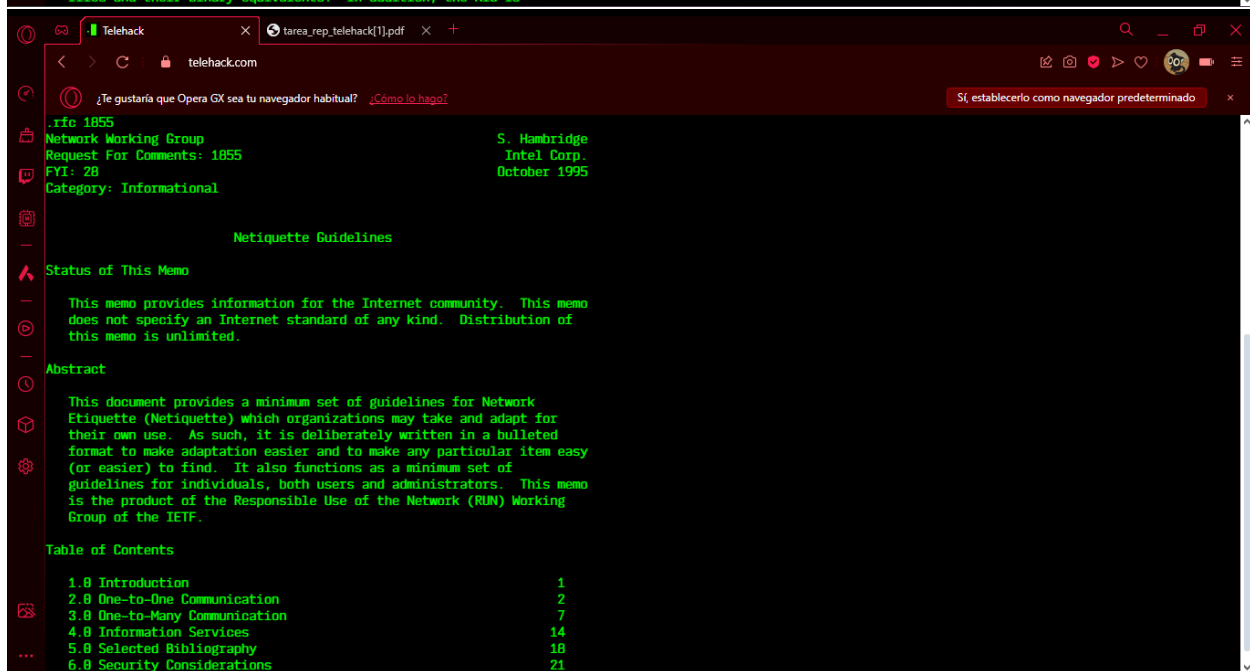 Telehack
tarea_rep_telehack[1].pdf
telehack.com
¿Te gustaría que Opera GX sea tu navegador habitual? ¿Cómo lo hago?
Sí, establecerlo como navegador predeterminado
.rfc 1855
Network Working Group S. Hambridge
Request For Comments: 1855 Intel Corp.
FYI: 28 October 1995
Category: Informational
Netiquette Guidelines
Status of This Memo
This memo provides information for the Internet community. This memo
does not specify an Internet standard of any kind. Distribution of
this memo is unlimited.
Abstract
This document provides a minimum set of guidelines for Network
Etiquette (Netiquette) which organizations may take and adapt for
their own use. As such, it is deliberately written in a bulleted
format to make adaptation easier and to make any particular item easy
(or easier) to find. It also functions as a minimum set of
guidelines for individuals, both users and administrators. This memo
is the product of the Responsible Use of the Network (RUN) Working
Group of the IETF.
Table of Contents
1.0 Introduction 1
2.0 One-to-One Communication 2
3.0 One-to-Many Communication 7
4.0 Information Services 14
5.0 Selected Bibliography 18
6.0 Security Considerations 21